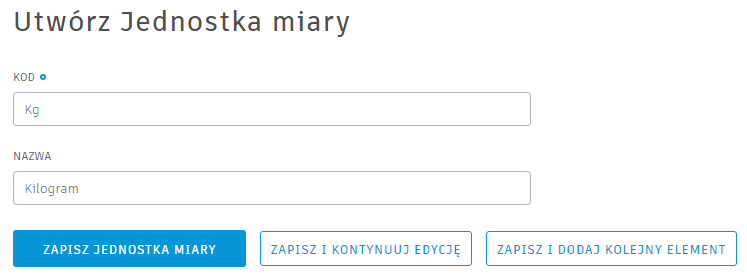 Utwórz Jednostka miary
KOD
Kg
NAZWA
Kilogram
ZAPISZ JEDNOSTKA MIARY ZAPISZ I KONTYNUUJ EDYCJĘ ZAPISZ I DODAJ KOLEJNY ELEMENT